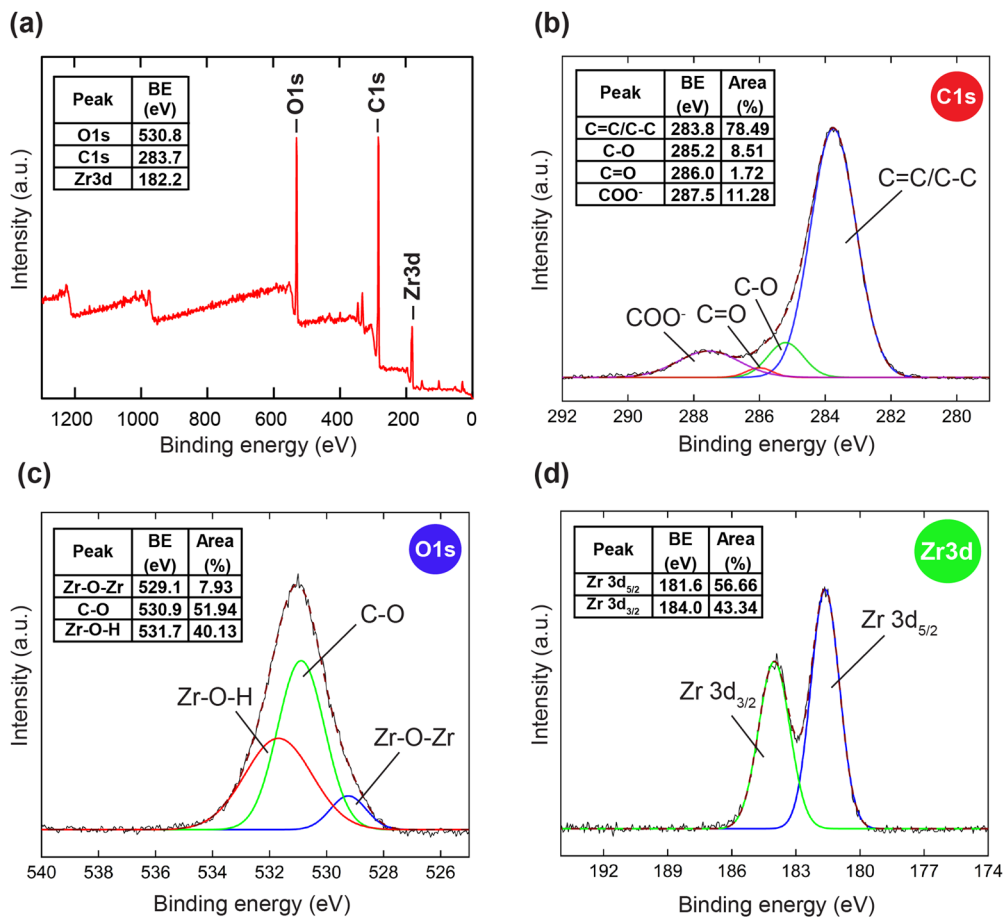 (a)
Peak BE (eV)
O1s 530.8
C1s 283.7
Zr3d 182.2
O1s
C1s
Zr3d
Intensity (a.u.)
1200 1000 800 600 400 200 0
Binding energy (eV)
(b)
Peak BE (eV) Area (%)
C=C/C-C 283.8 78.49
C-O 285.2 8.51
C=O 286.0 1.72
COO⁻ 287.5 11.28
C1s
C=C/C-C
C-O
C=O
COO⁻
Intensity (a.u.)
292 290 288 286 284 282 280
Binding energy (eV)
(c)
Peak BE (eV) Area (%)
Zr-O-Zr 529.1 7.93
C-O 530.9 51.94
Zr-O-H 531.7 40.13
O1s
C-O
Zr-O-H
Zr-O-Zr
Intensity (a.u.)
540 538 536 534 532 530 528 526
Binding energy (eV)
(d)
Peak BE (eV) Area (%)
Zr 3d5/2 181.6 56.66
Zr 3d3/2 184.0 43.34
Zr3d
Zr 3d5/2
Zr 3d3/2
Intensity (a.u.)
192 189 186 183 180 177 174
Binding energy (eV)